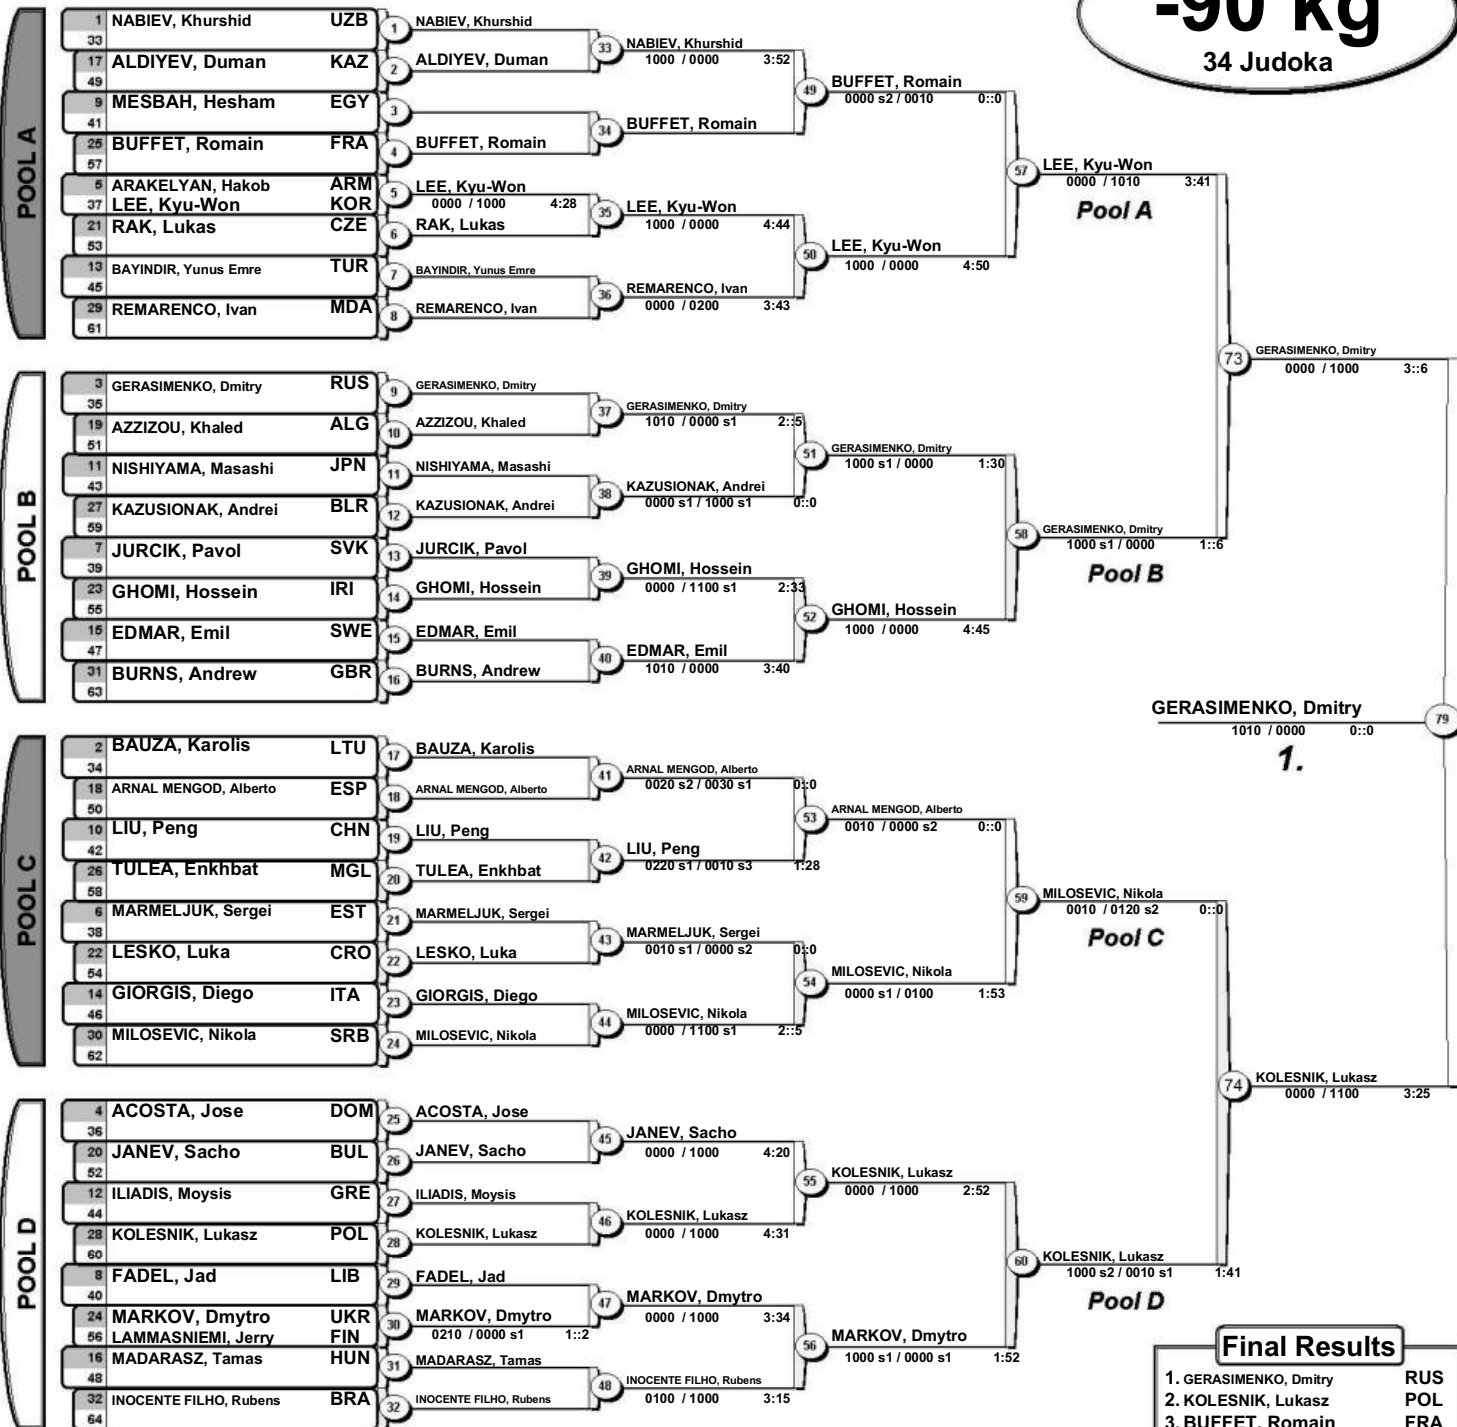 -90 kg
34 Judoka
POOL A
1 NABIEV, Khurshid UZB
33
17 ALDIYEV, Duman KAZ
49
9 MESBAH, Hesham EGY
41
25 BUFFET, Romain FRA
57
5 ARAKELYAN, Hakob ARM
37 LEE, Kyu-Won KOR
21 RAK, Lukas CZE
53
13 BAYINDIR, Yunus Emre TUR
45
29 REMARENCO, Ivan MDA
61
1 NABIEV, Khurshid
2 ALDIYEV, Duman
3
4 BUFFET, Romain
5 LEE, Kyu-Won
0000 / 1000 4:28
6 RAK, Lukas
7 BAYINDIR, Yunus Emre
8 REMARENCO, Ivan
33 NABIEV, Khurshid
1000 / 0000 3:52
34 BUFFET, Romain
35 LEE, Kyu-Won
1000 / 0000 4:44
36 REMARENCO, Ivan
0000 / 0200 3:43
49 BUFFET, Romain
0000 s2 / 0010 0::0
50 LEE, Kyu-Won
1000 / 0000 4:50
57 LEE, Kyu-Won
0000 / 1010 3:41
Pool A
POOL B
3 GERASIMENKO, Dmitry RUS
35
19 AZZIZOU, Khaled ALG
51
11 NISHIYAMA, Masashi JPN
43
27 KAZUSIONAK, Andrei BLR
59
7 JURCIK, Pavol SVK
39
23 GHOMI, Hossein IRI
55
15 EDMAR, Emil SWE
47
31 BURNS, Andrew GBR
63
9 GERASIMENKO, Dmitry
10 AZZIZOU, Khaled
11 NISHIYAMA, Masashi
12 KAZUSIONAK, Andrei
13 JURCIK, Pavol
14 GHOMI, Hossein
15 EDMAR, Emil
16 BURNS, Andrew
37 GERASIMENKO, Dmitry
1010 / 0000 s1 2::5
38 KAZUSIONAK, Andrei
0000 s1 / 1000 s1 0::0
39 GHOMI, Hossein
0000 / 1100 s1 2:33
40 EDMAR, Emil
1010 / 0000 3:40
51 GERASIMENKO, Dmitry
1000 s1 / 0000 1:30
52 GHOMI, Hossein
1000 / 0000 4:45
58 GERASIMENKO, Dmitry
1000 s1 / 0000 1::6
Pool B
73 GERASIMENKO, Dmitry
0000 / 1000 3::6
GERASIMENKO, Dmitry 79
1010 / 0000 0::0
1.
POOL C
2 BAUZA, Karolis LTU
34
18 ARNAL MENGOD, Alberto ESP
50
10 LIU, Peng CHN
42
26 TULEA, Enkhbat MGL
58
6 MARMELJUK, Sergei EST
38
22 LESKO, Luka CRO
54
14 GIORGIS, Diego ITA
46
30 MILOSEVIC, Nikola SRB
62
17 BAUZA, Karolis
18 ARNAL MENGOD, Alberto
19 LIU, Peng
20 TULEA, Enkhbat
21 MARMELJUK, Sergei
22 LESKO, Luka
23 GIORGIS, Diego
24 MILOSEVIC, Nikola
41 ARNAL MENGOD, Alberto
0020 s2 / 0030 s1 0::0
42 LIU, Peng
0220 s1 / 0010 s3 1:28
43 MARMELJUK, Sergei
0010 s1 / 0000 s2 0::0
44 MILOSEVIC, Nikola
0000 / 1100 s1 2::5
53 ARNAL MENGOD, Alberto
0010 / 0000 s2 0::0
54 MILOSEVIC, Nikola
0000 s1 / 0100 1:53
59 MILOSEVIC, Nikola
0010 / 0120 s2 0::0
Pool C
POOL D
4 ACOSTA, Jose DOM
36
20 JANEV, Sacho BUL
52
12 ILIADIS, Moysis GRE
44
28 KOLESNIK, Lukasz POL
60
8 FADEL, Jad LIB
40
24 MARKOV, Dmytro UKR
56 LAMMASNIEMI, Jerry FIN
16 MADARASZ, Tamas HUN
48
32 INOCENTE FILHO, Rubens BRA
64
25 ACOSTA, Jose
26 JANEV, Sacho
27 ILIADIS, Moysis
28 KOLESNIK, Lukasz
29 FADEL, Jad
30 MARKOV, Dmytro
0210 / 0000 s1 1::2
31 MADARASZ, Tamas
32 INOCENTE FILHO, Rubens
45 JANEV, Sacho
0000 / 1000 4:20
46 KOLESNIK, Lukasz
0000 / 1000 4:31
47 MARKOV, Dmytro
0000 / 1000 3:34
48 INOCENTE FILHO, Rubens
0100 / 1000 3:15
55 KOLESNIK, Lukasz
0000 / 1000 2:52
56 MARKOV, Dmytro
1000 s1 / 0000 s1 1:52
60 KOLESNIK, Lukasz
1000 s2 / 0010 s1 1:41
Pool D
74 KOLESNIK, Lukasz
0000 / 1100 3:25
Final Results
1. GERASIMENKO, Dmitry RUS
2. KOLESNIK, Lukasz POL
3. BUFFET, Romain FRA